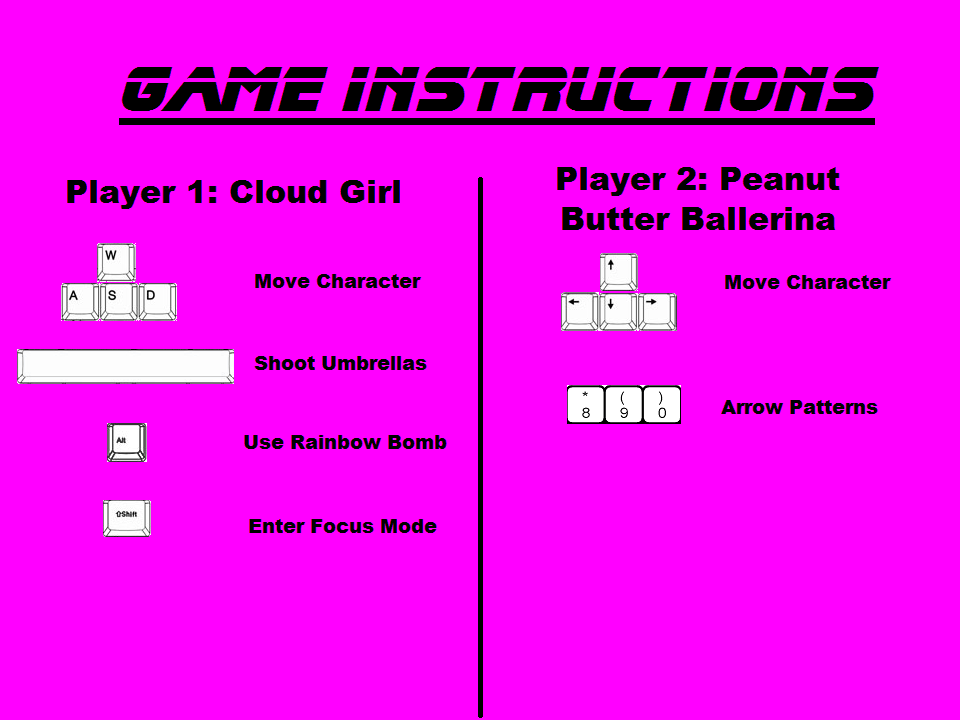 GAME INSTRUCTIONS
Player 1: Cloud Girl
W
A S D
Move Character
Shoot Umbrellas
Alt
Use Rainbow Bomb
⇧Shift
Enter Focus Mode
Player 2: Peanut
Butter Ballerina
↑
← ↓ →
Move Character
* ( )
8 9 0
Arrow Patterns